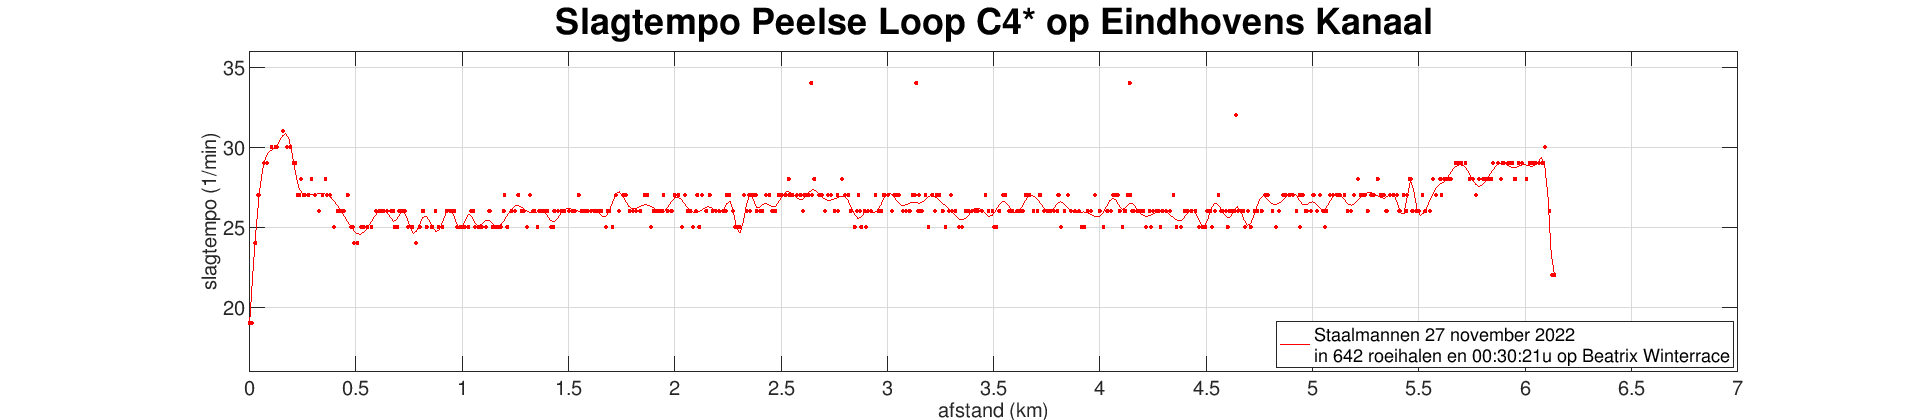 Slagtempo Peelse Loop C4* op Eindhovens Kanaal
slagtempo (1/min)
35
30
25
20
Staalmannen 27 november 2022
in 642 roeihalen en 00:30:21u op Beatrix Winterrace
0 0.5 1 1.5 2 2.5 3 3.5 4 4.5 5 5.5 6 6.5 7
afstand (km)